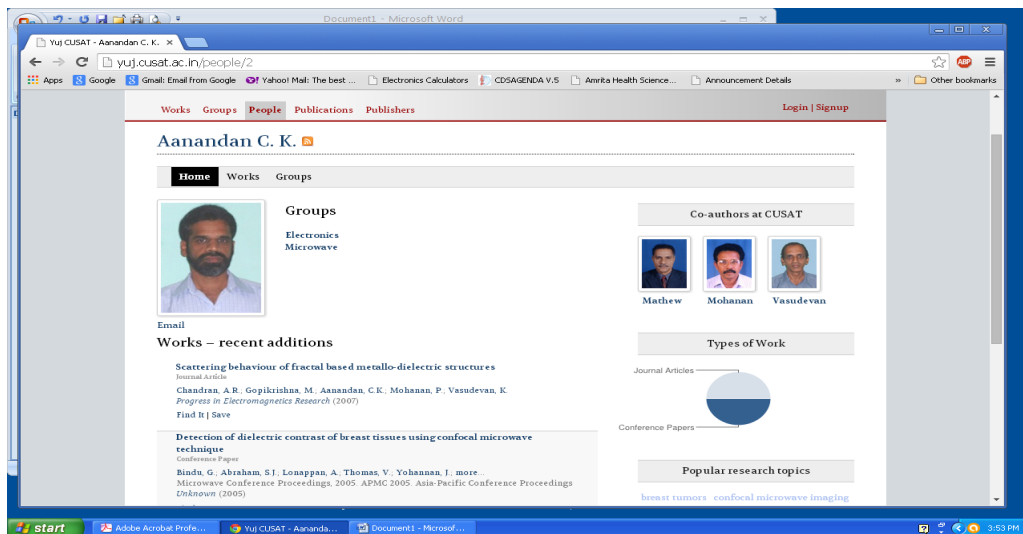 Document1 - Microsoft Word
Yuj CUSAT - Aanandan C. K.
yuj.cusat.ac.in/people/2
Apps Google Gmail: Email from Google Yahoo! Mail: The best ... Electronics Calculators CDSAGENDA V.5 Amrita Health Science... Announcement Details » Other bookmarks
Works Groups People Publications Publishers Login | Signup
Aanandan C. K.
Home Works Groups
Groups
Electronics
Microwave
Email
Works – recent additions
Scattering behaviour of fractal based metallo-dielectric structures
Journal Article
Chandran, A.R.; Gopikrishna, M.; Aanandan, C.K.; Mohanan, P.; Vasudevan, K.
Progress in Electromagnetics Research (2007)
Find It | Save
Detection of dielectric contrast of breast tissues using confocal microwave
technique
Conference Paper
Bindu, G.; Abraham, S.J.; Lonappan, A.; Thomas, V.; Yohannan, J.; more...
Microwave Conference Proceedings, 2005. APMC 2005. Asia-Pacific Conference Proceedings
Unknown (2005)
Co-authors at CUSAT
Mathew Mohanan Vasudevan
Types of Work
Journal Articles
Conference Papers
Popular research topics
breast tumors confocal microwave imaging
start Adobe Acrobat Profe... Yuj CUSAT - Aananda... Document1 - Microsof... 3:53 PM